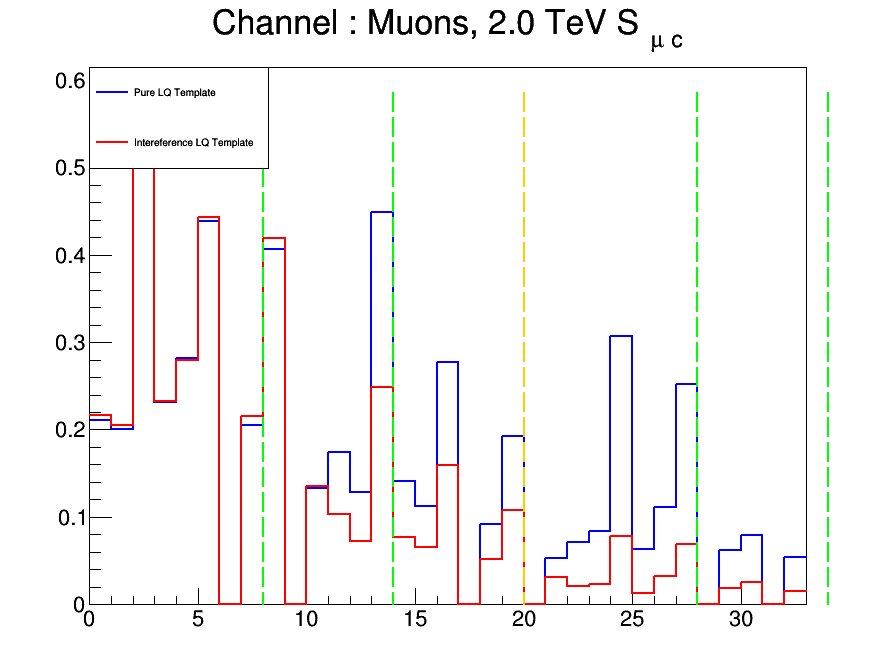 Channel : Muons, 2.0 TeV S μ c
0.6
Pure LQ Template
Intereference LQ Template
0.5
0.4
0.3
0.2
0.1
0
0 5 10 15 20 25 30